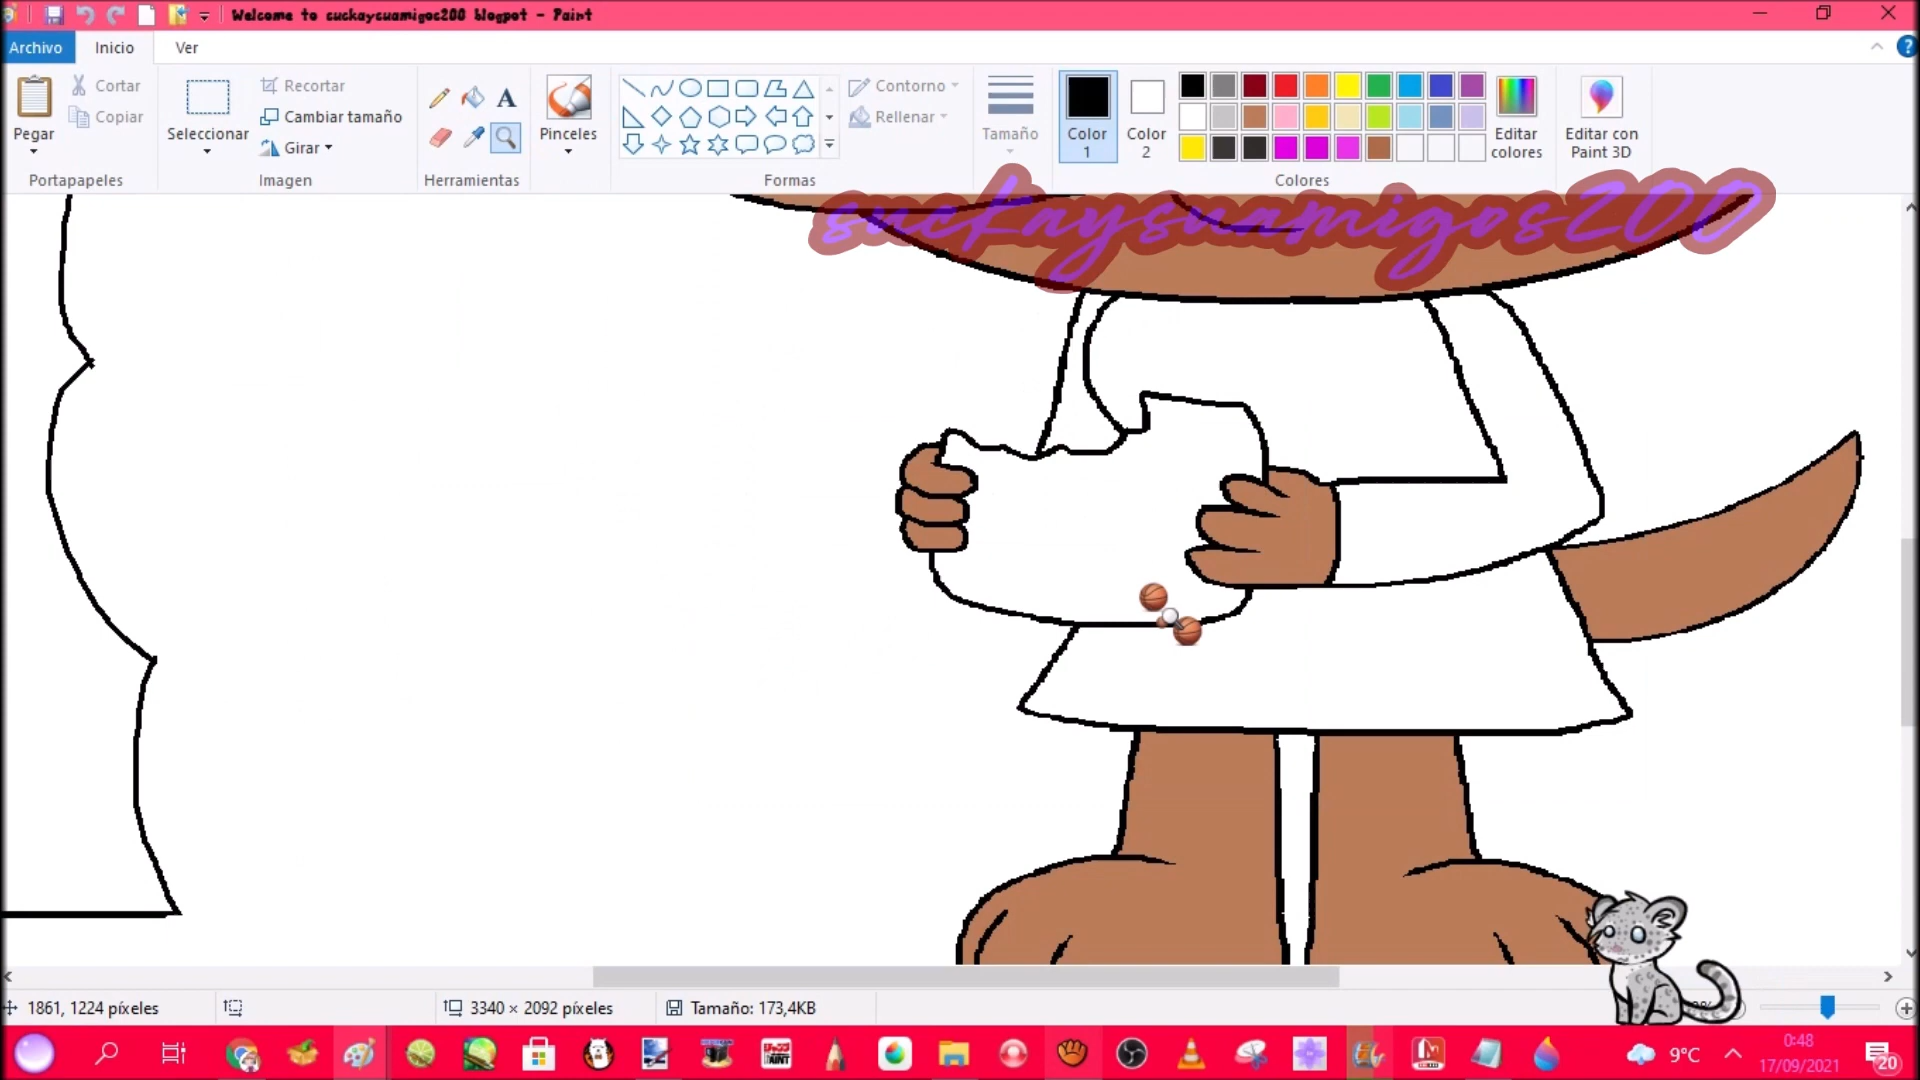 Welcome to suckaysuamigos200 blogpot - Paint
Archivo Inicio Ver
Pegar
Cortar
Copiar
Portapapeles
Seleccionar
Recortar
Cambiar tamaño
Girar
Imagen
A
Herramientas
Pinceles
Formas
Contorno
Rellenar
Tamaño
Color 1
Color 2
Editar colores
Colores
Editar con Paint 3D
suckaysuamigos200
1861, 1224 píxeles
3340 × 2092 píxeles
Tamaño: 173,4KB
9°C
0:48
17/09/2021
20